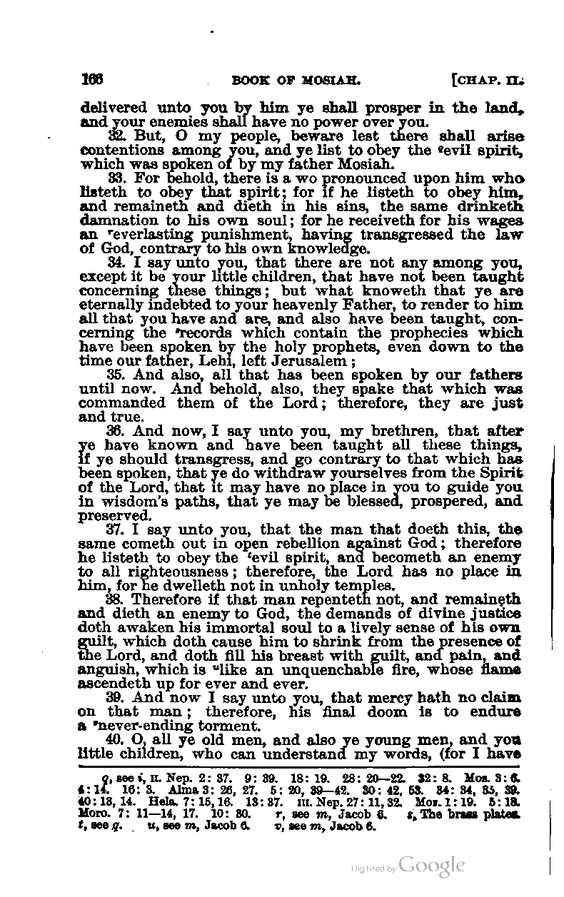 166 BOOK OF MOSIAH. [CHAP. II.
delivered unto you by him ye shall prosper in the land,
and your enemies shall have no power over you.
32. But, O my people, beware lest there shall arise
contentions among you, and ye list to obey the qevil spirit,
which was spoken of by my father Mosiah.
33. For behold, there is a wo pronounced upon him who
listeth to obey that spirit; for if he listeth to obey him,
and remaineth and dieth in his sins, the same drinketh
damnation to his own soul; for he receiveth for his wages
an reverlasting punishment, having transgressed the law
of God, contrary to his own knowledge.
34. I say unto you, that there are not any among you,
except it be your little children, that have not been taught
concerning these things; but what knoweth that ye are
eternally indebted to your heavenly Father, to render to him
all that you have and are, and also have been taught, con-
cerning the srecords which contain the prophecies which
have been spoken by the holy prophets, even down to the
time our father, Lehi, left Jerusalem;
35. And also, all that has been spoken by our fathers
until now. And behold, also, they spake that which was
commanded them of the Lord; therefore, they are just
and true.
36. And now, I say unto you, my brethren, that after
ye have known and have been taught all these things,
if ye should transgress, and go contrary to that which has
been spoken, that ye do withdraw yourselves from the Spirit
of the Lord, that it may have no place in you to guide you
in wisdom's paths, that ye may be blessed, prospered, and
preserved.
37. I say unto you, that the man that doeth this, the
same cometh out in open rebellion against God; therefore
he listeth to obey the tevil spirit, and becometh an enemy
to all righteousness; therefore, the Lord has no place in
him, for he dwelleth not in unholy temples.
38. Therefore if that man repenteth not, and remaineth
and dieth an enemy to God, the demands of divine justice
doth awaken his immortal soul to a lively sense of his own
guilt, which doth cause him to shrink from the presence of
the Lord, and doth fill his breast with guilt, and pain, and
anguish, which is ulike an unquenchable fire, whose flame
ascendeth up for ever and ever.
39. And now I say unto you, that mercy hath no claim
on that man; therefore, his final doom is to endure
a vnever-ending torment.
40. O, all ye old men, and also ye young men, and you
little children, who can understand my words, (for I have
q, see i, II. Nep. 2: 37. 9: 39. 18: 19. 28: 20—22. 32: 8. Mos. 3: 6.
4: 14. 16: 3. Alma 3: 26, 27. 5: 20, 39—42. 30: 42, 53. 34: 34, 35, 39.
40: 13, 14. Hela. 7: 15, 16. 13: 37. III. Nep. 27: 11, 32. Mor. 1: 19. 5: 18.
Moro. 7: 11—14, 17. 10: 30. r, see m, Jacob 6. s, The brass plates.
t, see q. u, see m, Jacob 6. v, see m, Jacob 6.
Digitized by Google